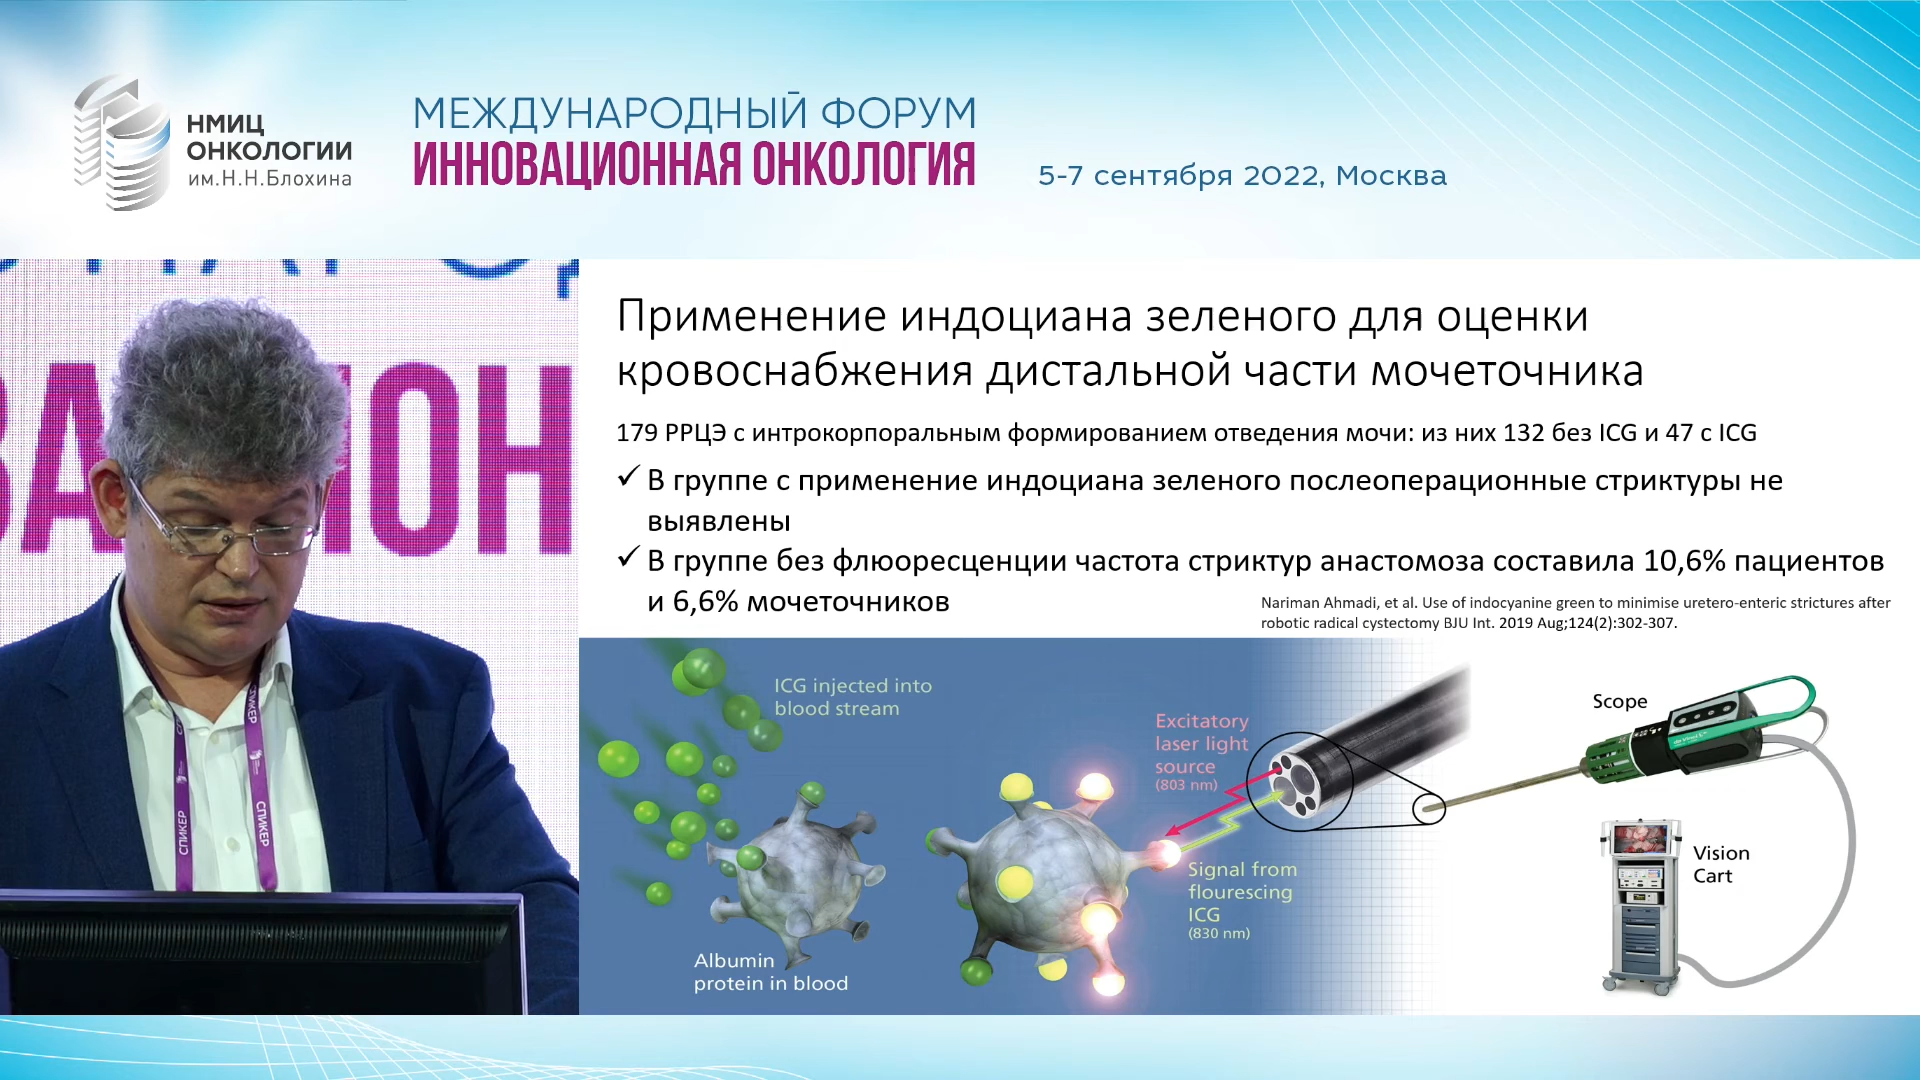 НМИЦ
ОНКОЛОГИИ
им.Н.Н.Блохина
МЕЖДУНАРОДНЫЙ ФОРУМ
ИННОВАЦИОННАЯ ОНКОЛОГИЯ
5-7 сентября 2022, Москва
СПИКЕР
СПИКЕР
СПИКЕР
Применение индоциана зеленого для оценки
кровоснабжения дистальной части мочеточника
179 РРЦЭ с интрокорпоральным формированием отведения мочи: из них 132 без ICG и 47 с ICG
✓ В группе с применение индоциана зеленого послеоперационные стриктуры не
выявлены
✓ В группе без флюоресценции частота стриктур анастомоза составила 10,6% пациентов
и 6,6% мочеточников
Nariman Ahmadi, et al. Use of indocyanine green to minimise uretero-enteric strictures after
robotic radical cystectomy BJU Int. 2019 Aug;124(2):302-307.
ICG injected into
blood stream
Albumin
protein in blood
Excitatory
laser light
source
(803 nm)
Signal from
flourescing
ICG
(830 nm)
Scope
Vision
Cart